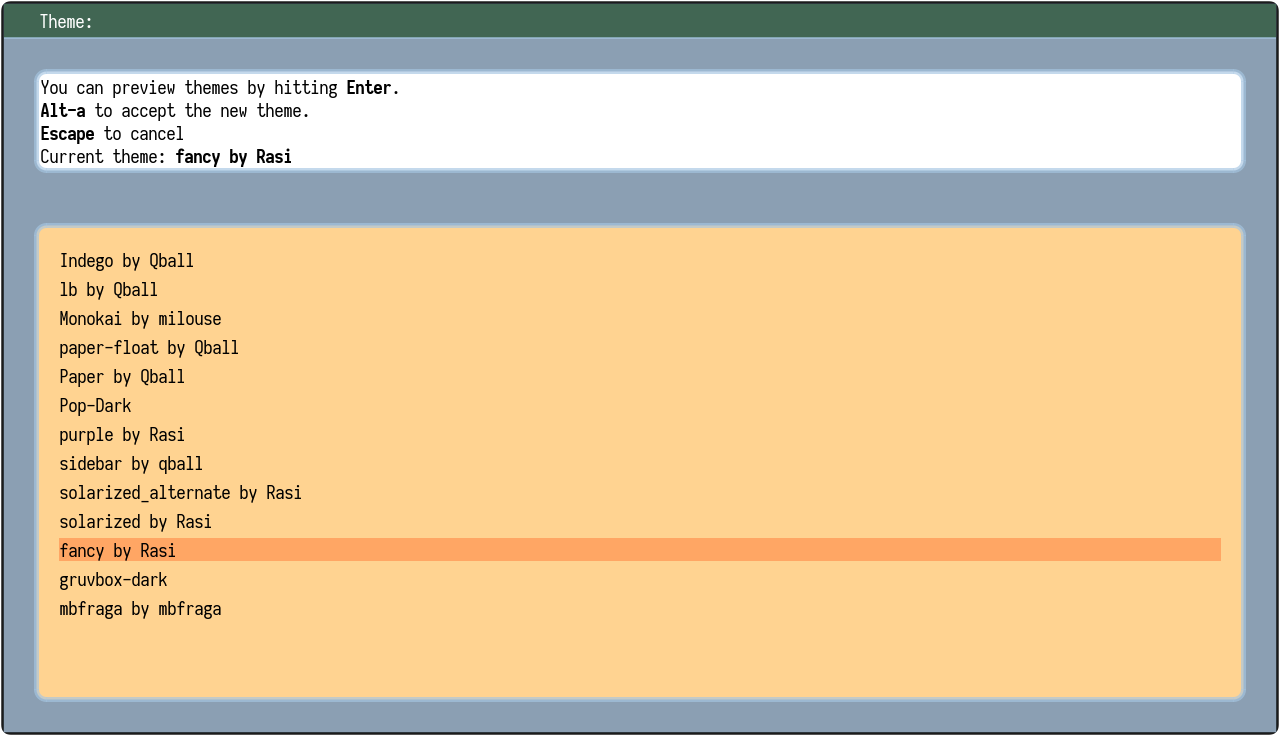 Theme:
You can preview themes by hitting Enter.
Alt-a to accept the new theme.
Escape to cancel
Current theme: fancy by Rasi
Indego by Qball
lb by Qball
Monokai by milouse
paper-float by Qball
Paper by Qball
Pop-Dark
purple by Rasi
sidebar by qball
solarized_alternate by Rasi
solarized by Rasi
fancy by Rasi
gruvbox-dark
mbfraga by mbfraga